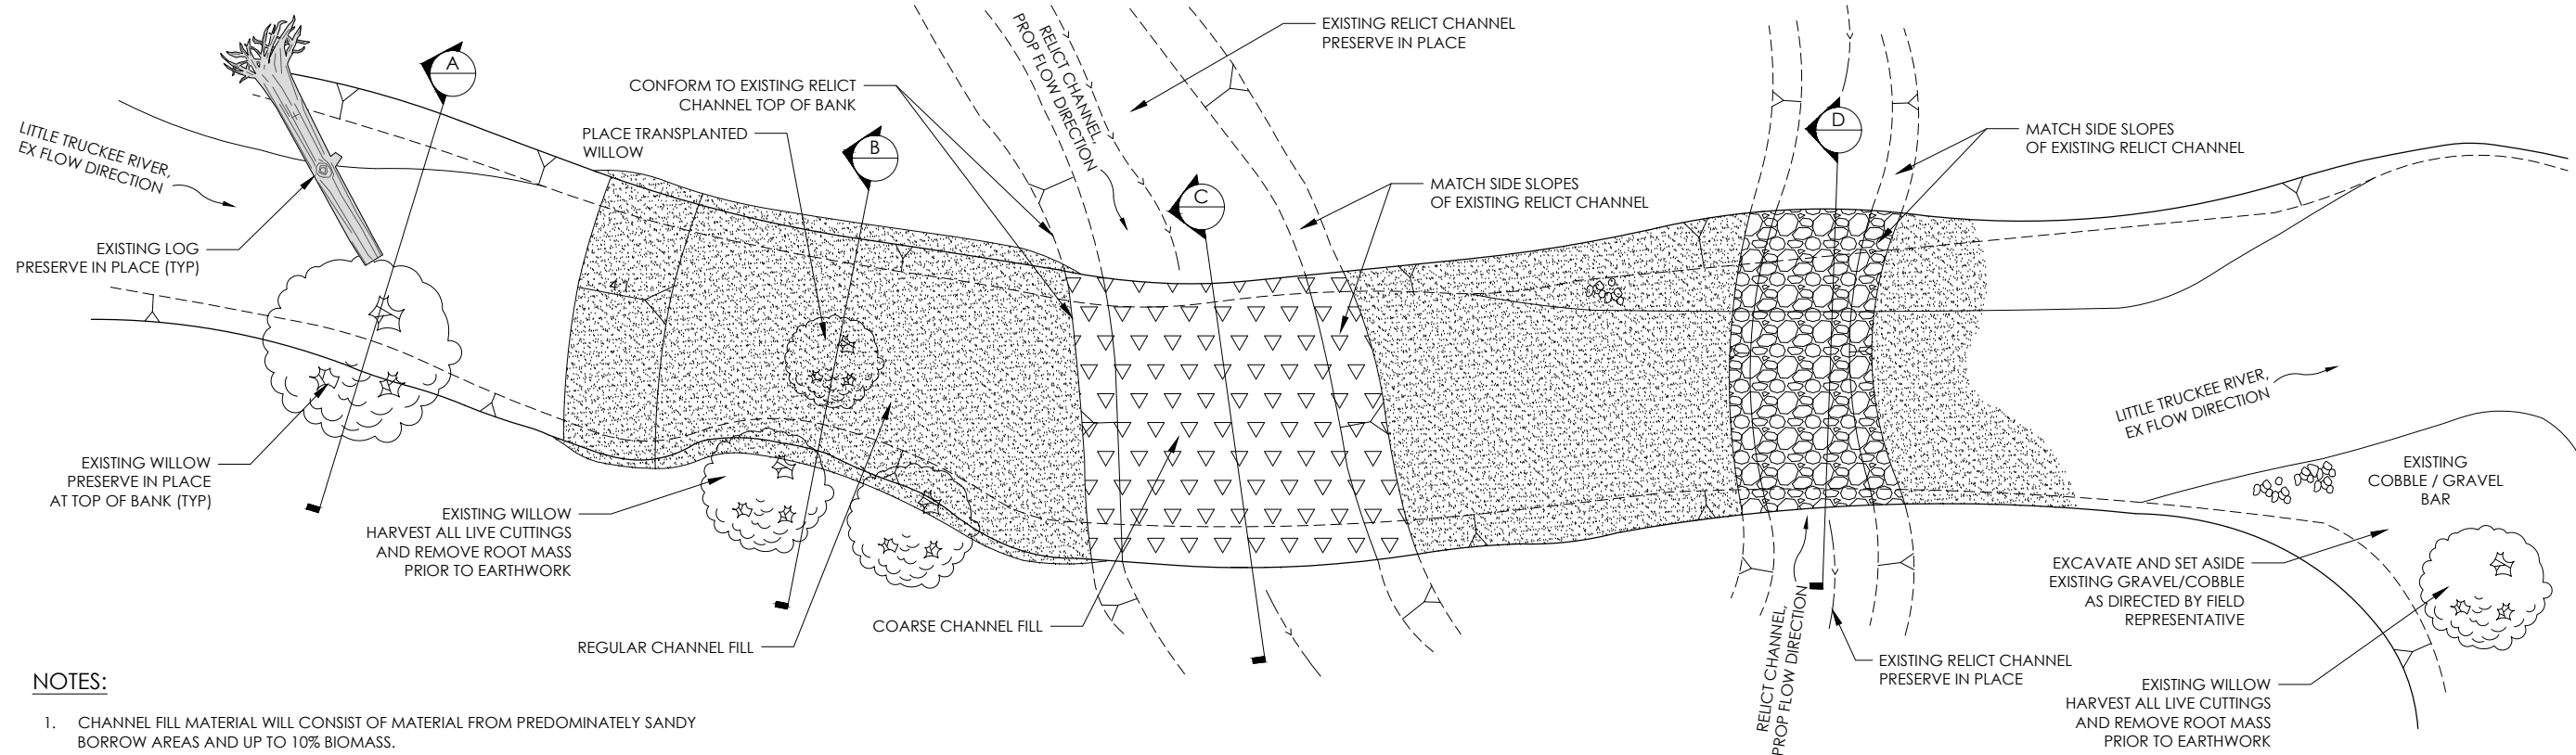 A
EXISTING RELICT CHANNEL
PRESERVE IN PLACE
RELICT CHANNEL,
PROP FLOW DIRECTION
CONFORM TO EXISTING RELICT
CHANNEL TOP OF BANK
PLACE TRANSPLANTED
WILLOW
B
LITTLE TRUCKEE RIVER,
EX FLOW DIRECTION
D
MATCH SIDE SLOPES
OF EXISTING RELICT CHANNEL
C
MATCH SIDE SLOPES
OF EXISTING RELICT CHANNEL
EXISTING LOG
PRESERVE IN PLACE (TYP)
4:1
LITTLE TRUCKEE RIVER,
EX FLOW DIRECTION
EXISTING WILLOW
PRESERVE IN PLACE
AT TOP OF BANK (TYP)
EXISTING
COBBLE / GRAVEL
BAR
EXISTING WILLOW
HARVEST ALL LIVE CUTTINGS
AND REMOVE ROOT MASS
PRIOR TO EARTHWORK
EXCAVATE AND SET ASIDE
EXISTING GRAVEL/COBBLE
AS DIRECTED BY FIELD
REPRESENTATIVE
COARSE CHANNEL FILL
REGULAR CHANNEL FILL
RELICT CHANNEL,
PROP FLOW DIRECTION
EXISTING RELICT CHANNEL
PRESERVE IN PLACE
EXISTING WILLOW
HARVEST ALL LIVE CUTTINGS
AND REMOVE ROOT MASS
PRIOR TO EARTHWORK
NOTES:
1. CHANNEL FILL MATERIAL WILL CONSIST OF MATERIAL FROM PREDOMINATELY SANDY
BORROW AREAS AND UP TO 10% BIOMASS.